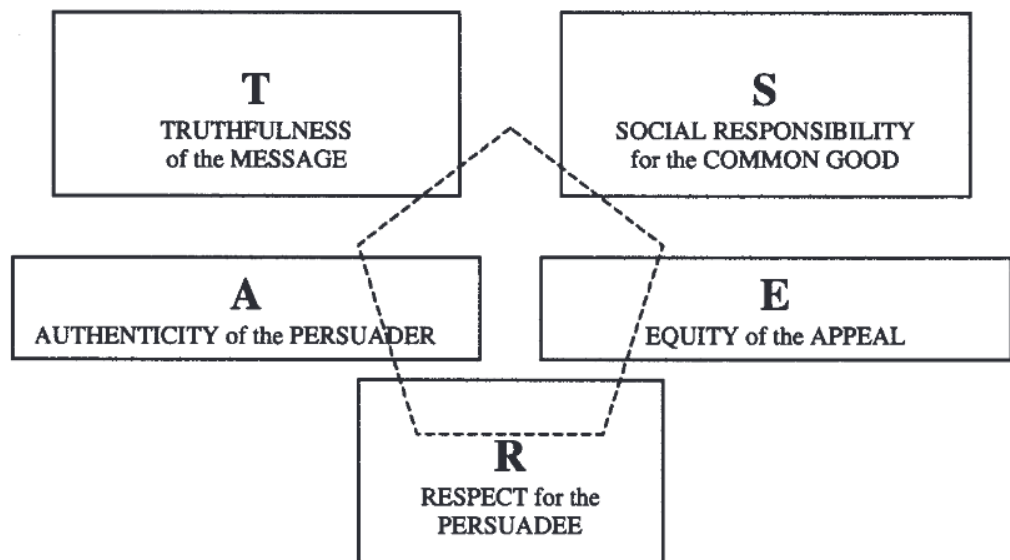 T
TRUTHFULNESS
of the MESSAGE
S
SOCIAL RESPONSIBILITY
for the COMMON GOOD
A
AUTHENTICITY of the PERSUADER
E
EQUITY of the APPEAL
R
RESPECT for the
PERSUADEE